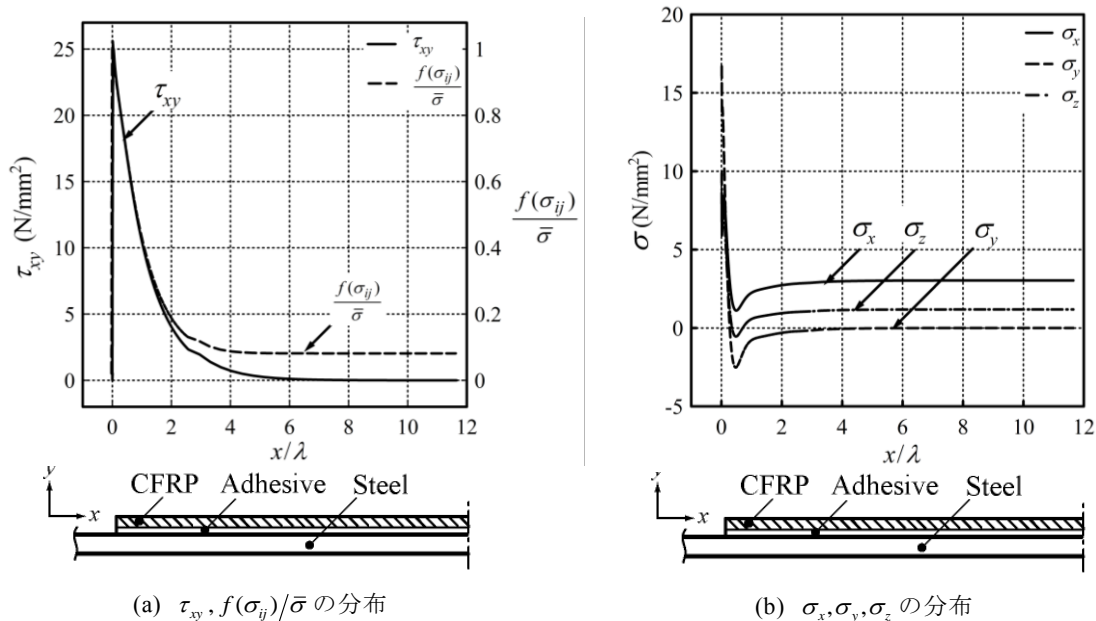 τxy
f(σij)/σ̄
25
20
15
10
5
0
τxy (N/mm²)
1
0.8
0.6
0.4
0.2
0
f(σij)/σ̄
τxy
f(σij)/σ̄
0 2 4 6 8 10 12
x/λ
y
x
CFRP Adhesive Steel
(a) τxy, f(σij)/σ̄ の分布
σx
σy
σz
20
15
10
5
0
-5
σ (N/mm²)
σx σz σy
0 2 4 6 8 10 12
x/λ
y
x
CFRP Adhesive Steel
(b) σx,σy,σz の分布